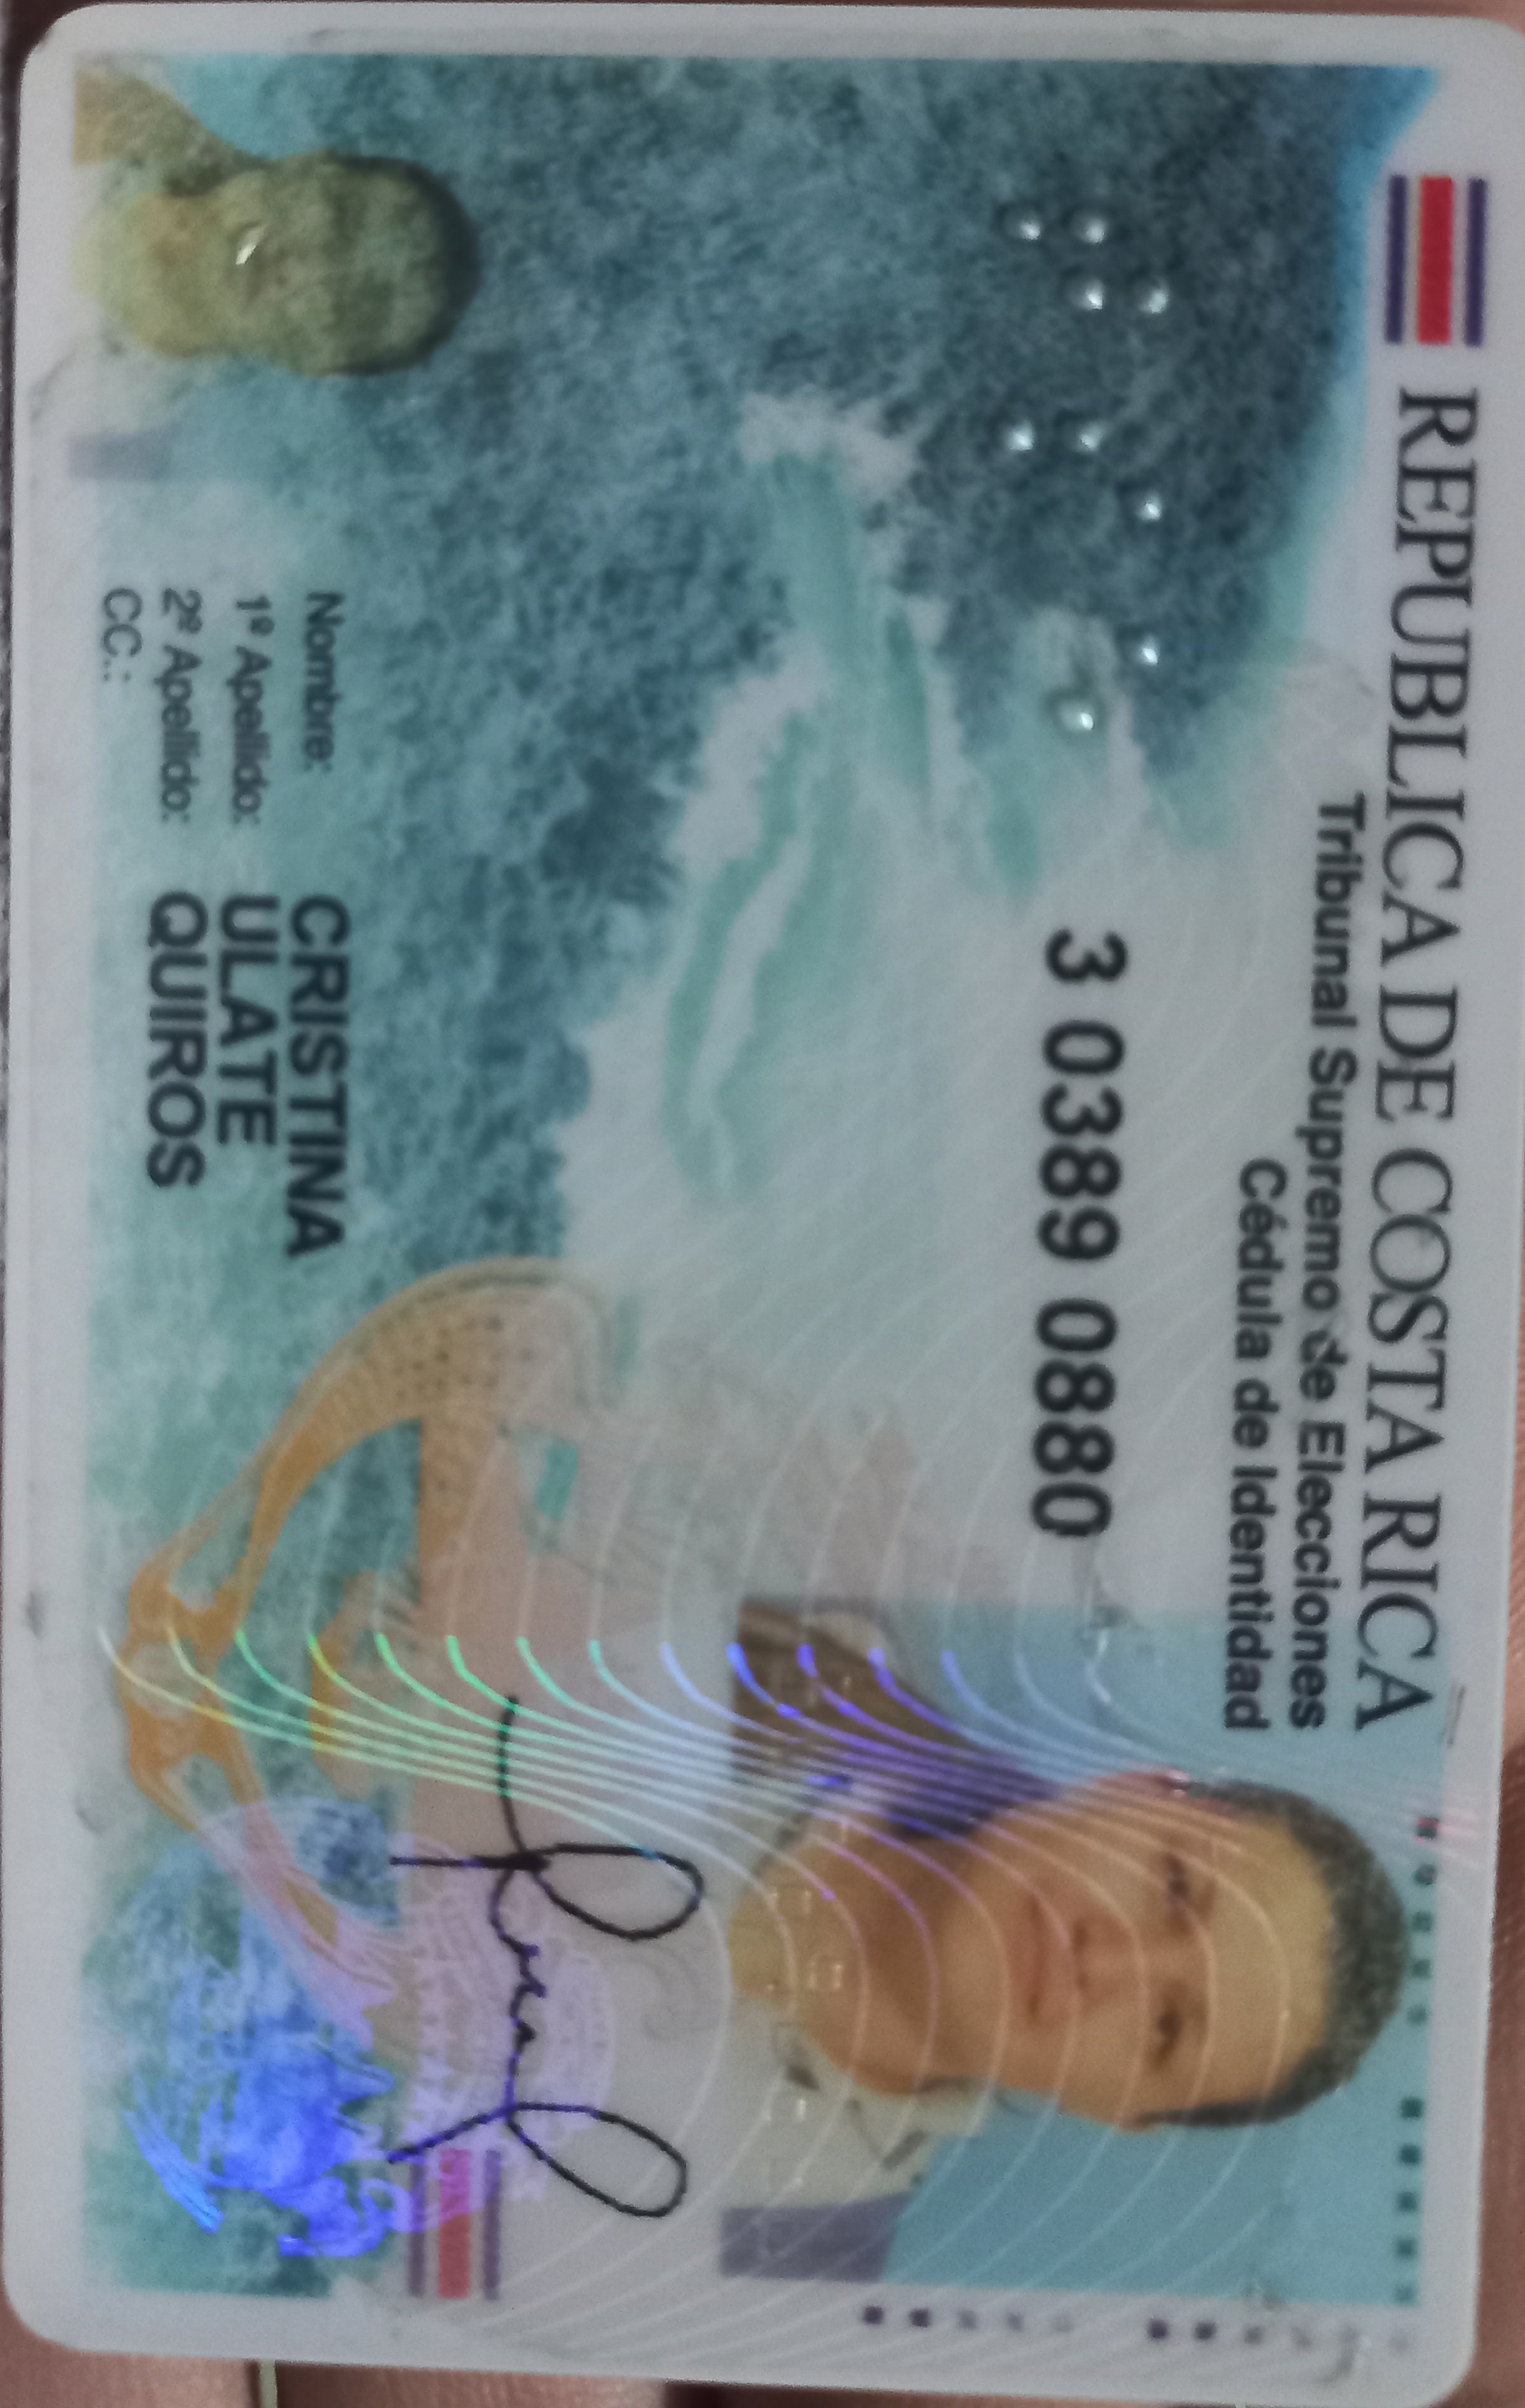 REPUBLICA DE COSTA RICA
Tribunal Supremo de Elecciones
Cédula de Identidad
3 0389 0880
Nombre: CRISTINA
1º Apellido: ULATE
2º Apellido: QUIROS
CC.: